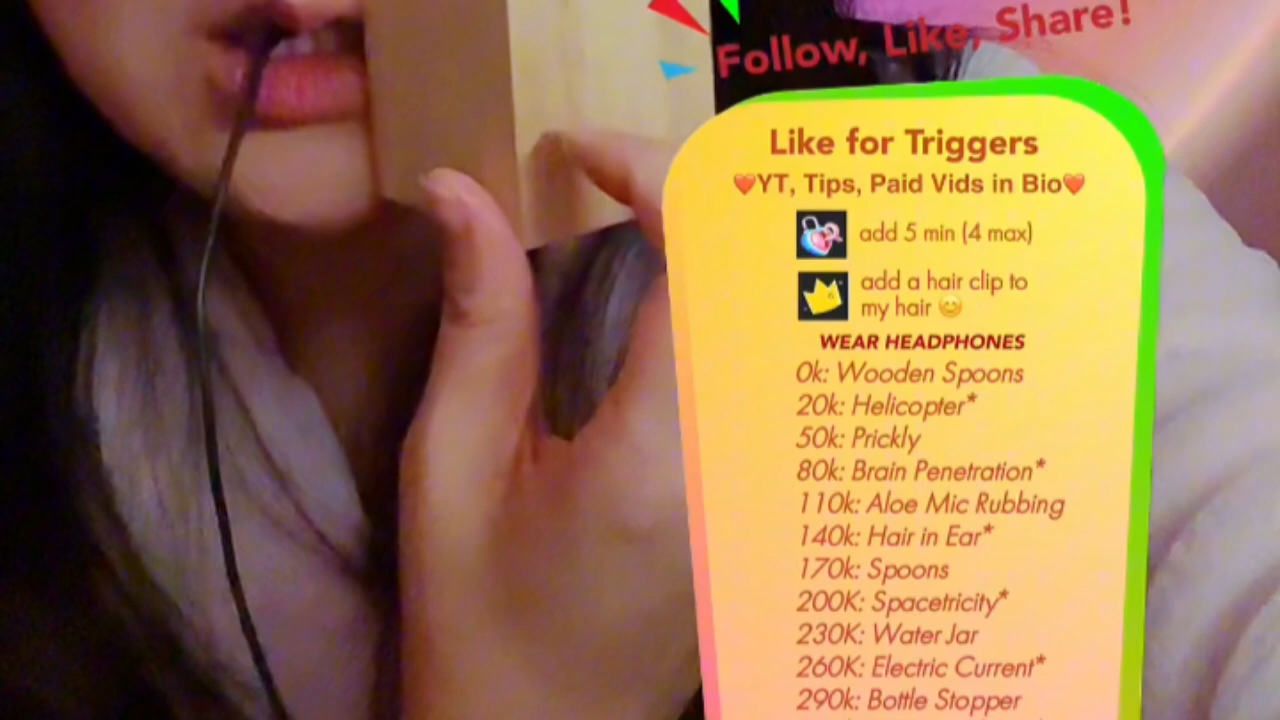 Follow, Like, Share!
Like for Triggers
❤️YT, Tips, Paid Vids in Bio❤️
add 5 min (4 max)
add a hair clip to
my hair 😊
WEAR HEADPHONES
0k: Wooden Spoons
20k: Helicopter*
50k: Prickly
80k: Brain Penetration*
110k: Aloe Mic Rubbing
140k: Hair in Ear*
170k: Spoons
200K: Spacetricity*
230K: Water Jar
260K: Electric Current*
290k: Bottle Stopper